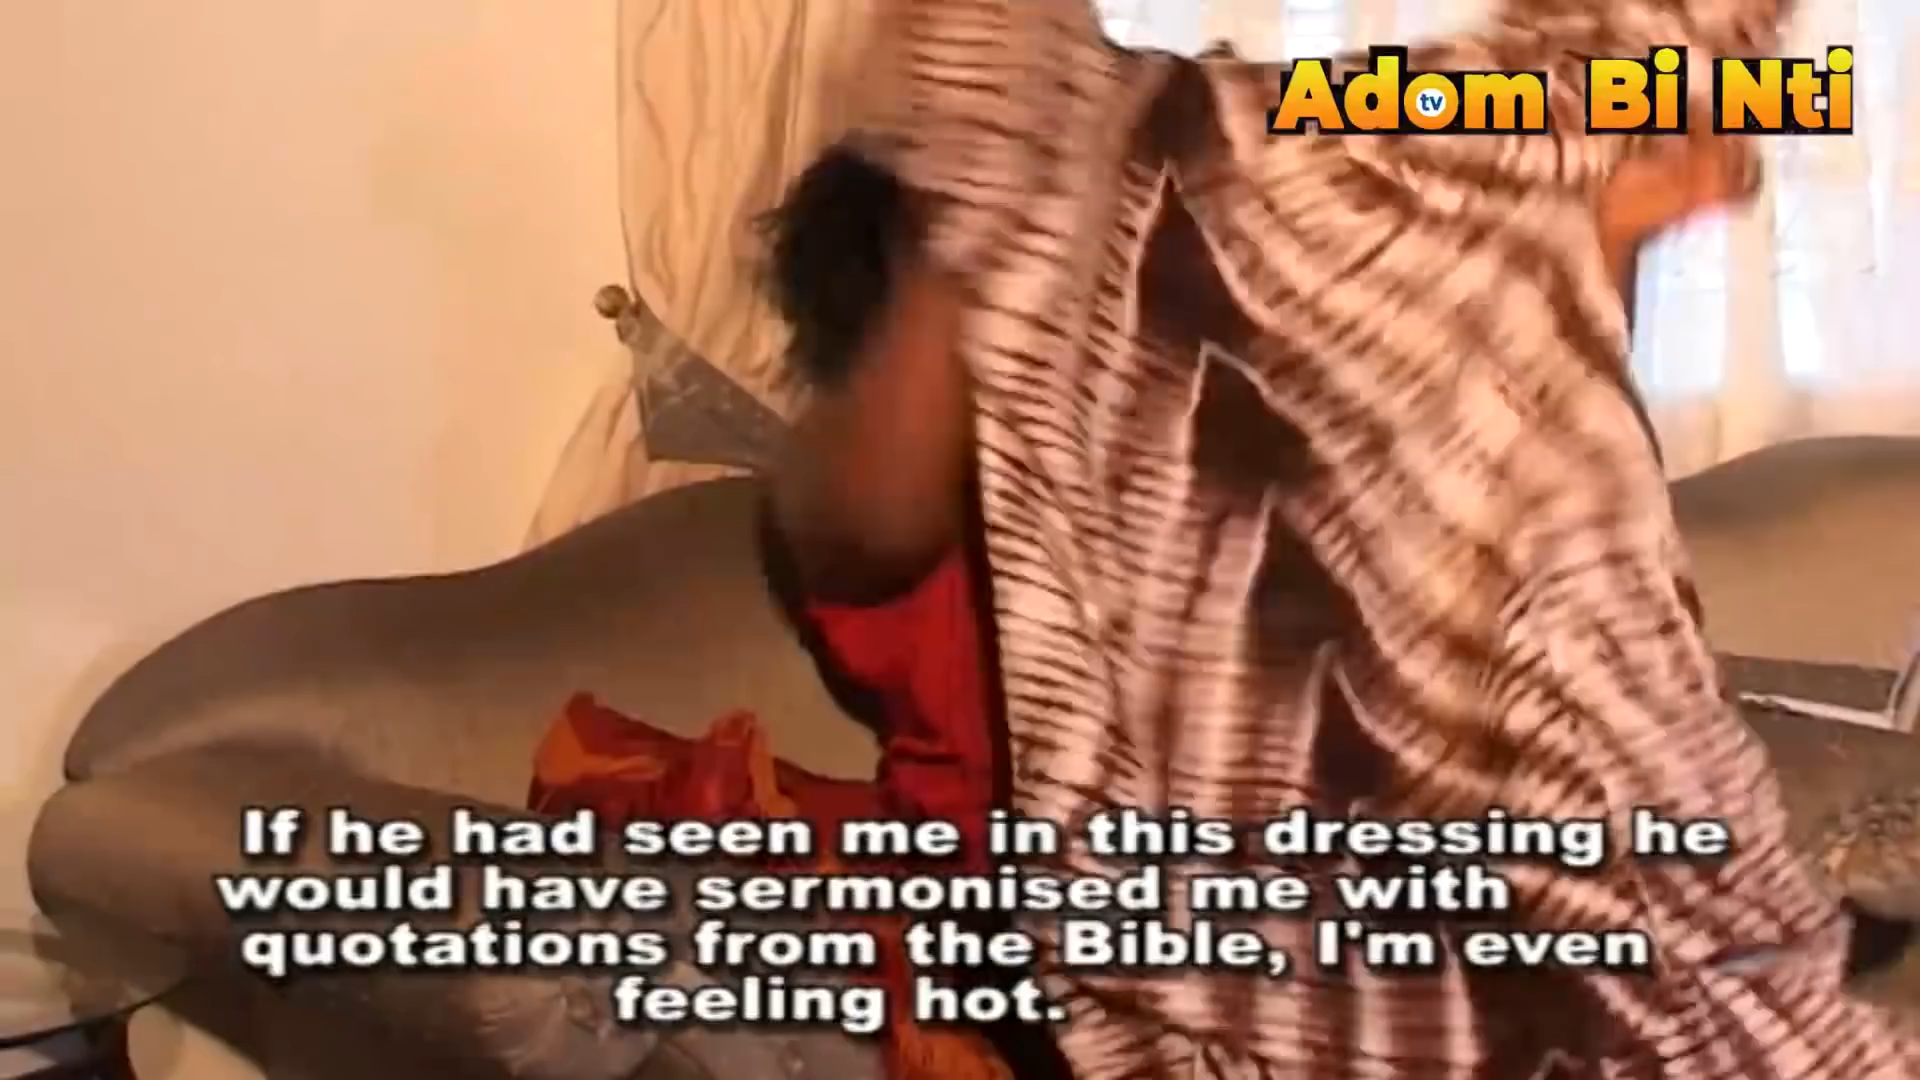 Adom Bi Nti
tv
If he had seen me in this dressing he
would have sermonised me with
quotations from the Bible, I'm even
feeling hot.